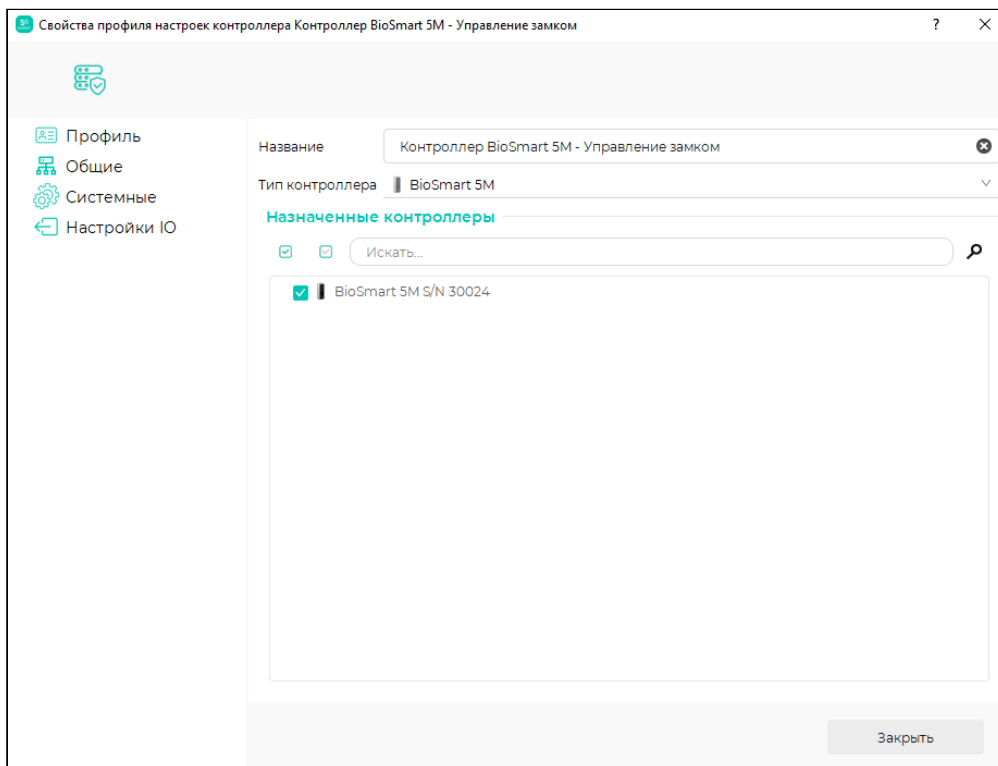 Свойства профиля настроек контроллера Контроллер BioSmart 5M - Управление замком
?
Профиль
Общие
Системные
Настройки IO
Название
Контроллер BioSmart 5M - Управление замком
Тип контроллера
BioSmart 5M
Назначенные контроллеры
Искать...
BioSmart 5M S/N 30024
Закрыть